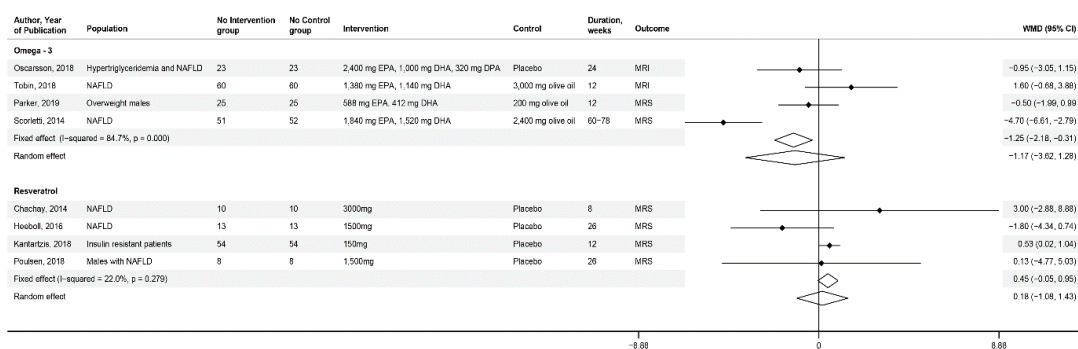 Author, Year of Publication Population No Intervention group No Control group Intervention Control Duration, weeks Outcome WMD (95% CI)
Omega - 3
Oscarsson, 2018 Hypertriglyceridemia and NAFLD 23 23 2,400 mg EPA, 1,000 mg DHA, 320 mg DPA Placebo 24 MRI −0.95 (−3.05, 1.15)
Tobin, 2018 NAFLD 60 60 1,380 mg EPA, 1,140 mg DHA 3,000 mg olive oil 12 MRI 1.60 (−0.68, 3.88)
Parker, 2019 Overweight males 25 25 588 mg EPA, 412 mg DHA 200 mg olive oil 12 MRS −0.50 (−1.99, 0.99
Scorletti, 2014 NAFLD 51 52 1,840 mg EPA, 1,520 mg DHA 2,400 mg olive oil 60−78 MRS −4.70 (−6.61, −2.79)
Fixed effect (I−squared = 84.7%, p = 0.000) −1.25 (−2.18, −0.31)
Random effect −1.17 (−3.62, 1.28)
Resveratrol
Chachay, 2014 NAFLD 10 10 3000mg Placebo 8 MRS 3.00 (−2.88, 8.88)
Heeboll, 2016 NAFLD 13 13 1500mg Placebo 26 MRS −1.80 (−4.34, 0.74)
Kantartzis, 2018 Insulin resistant patients 54 54 150mg Placebo 12 MRS 0.53 (0.02, 1.04)
Poulsen, 2018 Males with NAFLD 8 8 1,500mg Placebo 26 MRS 0.13 (−4.77, 5.03)
Fixed effect (I−squared = 22.0%, p = 0.279) 0.45 (−0.05, 0.95)
Random effect 0.18 (−1.08, 1.43)
−8.88 0 8.88